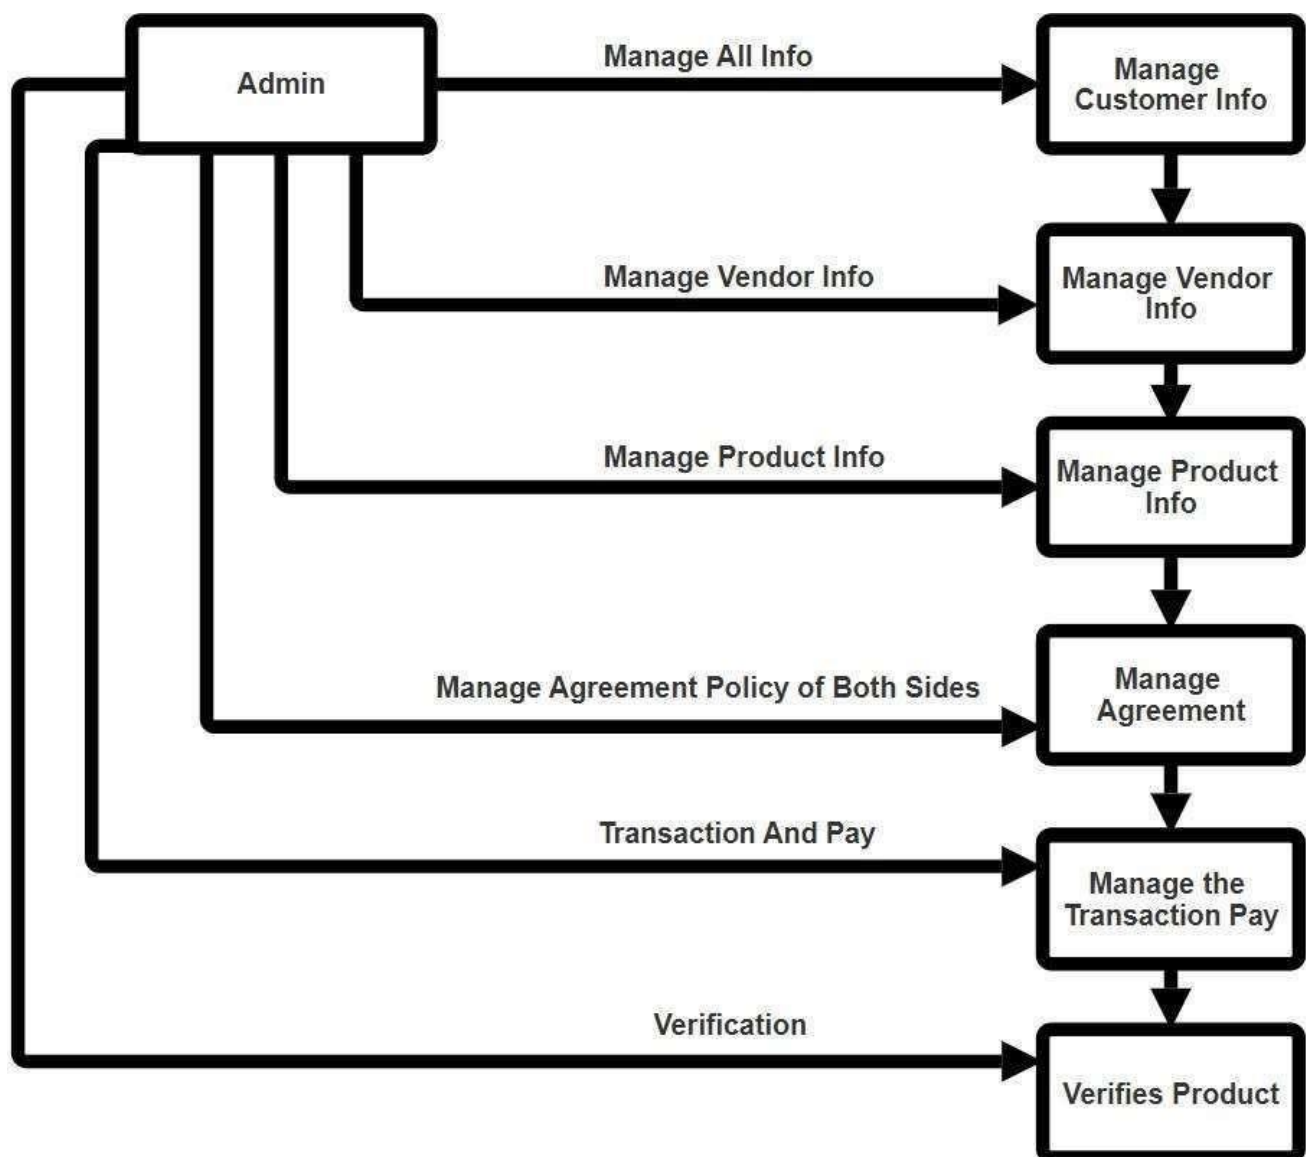 Admin
Manage All Info
Manage
Customer Info
Manage Vendor Info
Manage Vendor
Info
Manage Product Info
Manage Product
Info
Manage Agreement Policy of Both Sides
Manage
Agreement
Transaction And Pay
Manage the
Transaction Pay
Verification
Verifies Product